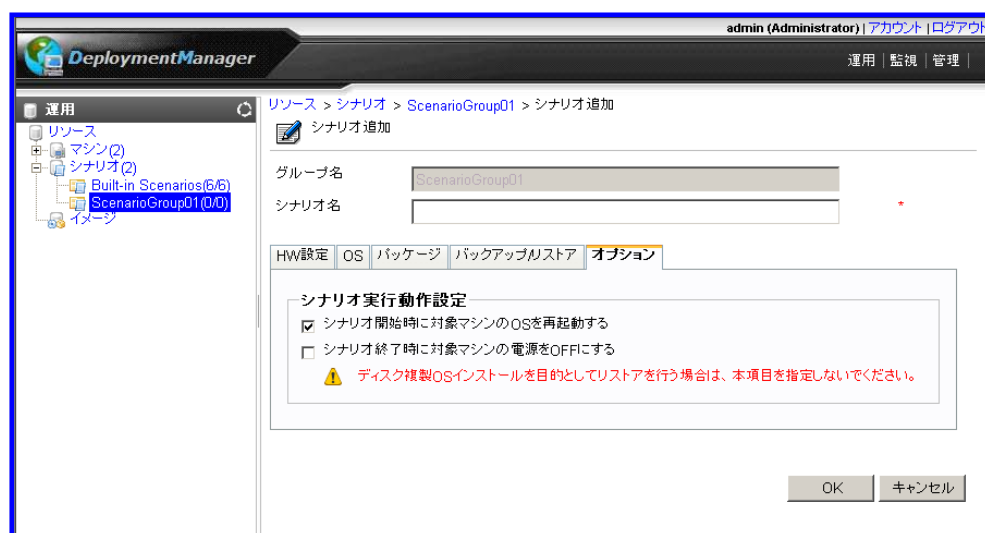 admin (Administrator) | アカウント | ログアウト
DeploymentManager
運用 | 監視 | 管理 |
運用
リソース
マシン(2)
シナリオ(2)
Built-in Scenarios(6/6)
ScenarioGroup01(0/0)
イメージ
リソース > シナリオ > ScenarioGroup01 > シナリオ追加
シナリオ追加
グループ名 ScenarioGroup01
シナリオ名 *
HW設定 OS パッケージ バックアップ/リストア オプション
シナリオ実行動作設定
シナリオ開始時に対象マシンのOSを再起動する
シナリオ終了時に対象マシンの電源をOFFにする
ディスク複製OSインストールを目的としてリストアを行う場合は、本項目を指定しないでください。
OK キャンセル